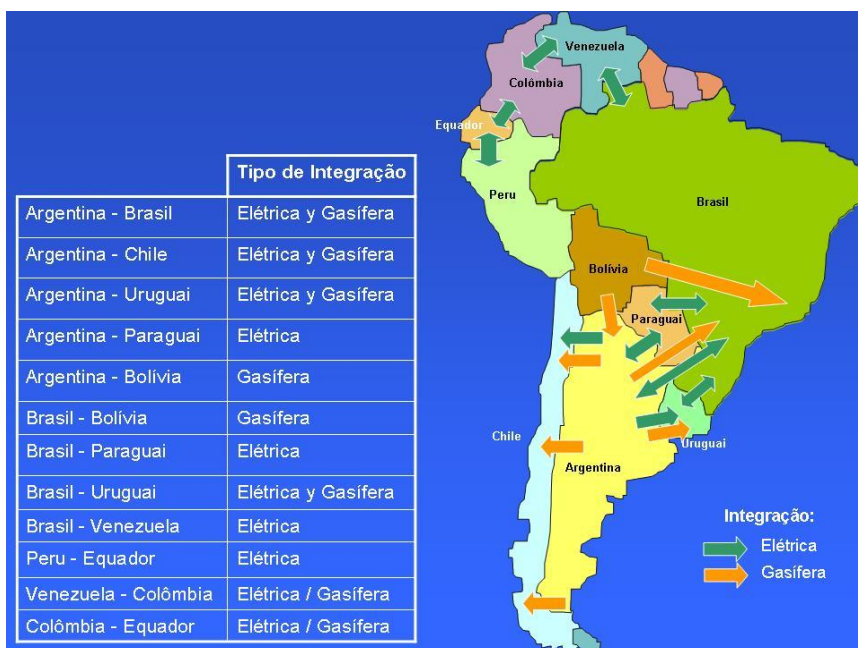 Tipo de Integração
Argentina - Brasil Elétrica y Gasífera
Argentina - Chile Elétrica y Gasífera
Argentina - Uruguai Elétrica y Gasífera
Argentina - Paraguai Elétrica
Argentina - Bolívia Gasífera
Brasil - Bolívia Gasífera
Brasil - Paraguai Elétrica
Brasil - Uruguai Elétrica y Gasífera
Brasil - Venezuela Elétrica
Peru - Equador Elétrica
Venezuela - Colômbia Elétrica / Gasífera
Colômbia - Equador Elétrica / Gasífera
Venezuela
Colômbia
Equador
Peru
Brasil
Bolívia
Paraguai
Chile
Uruguai
Argentina
Integração:
Elétrica
Gasífera